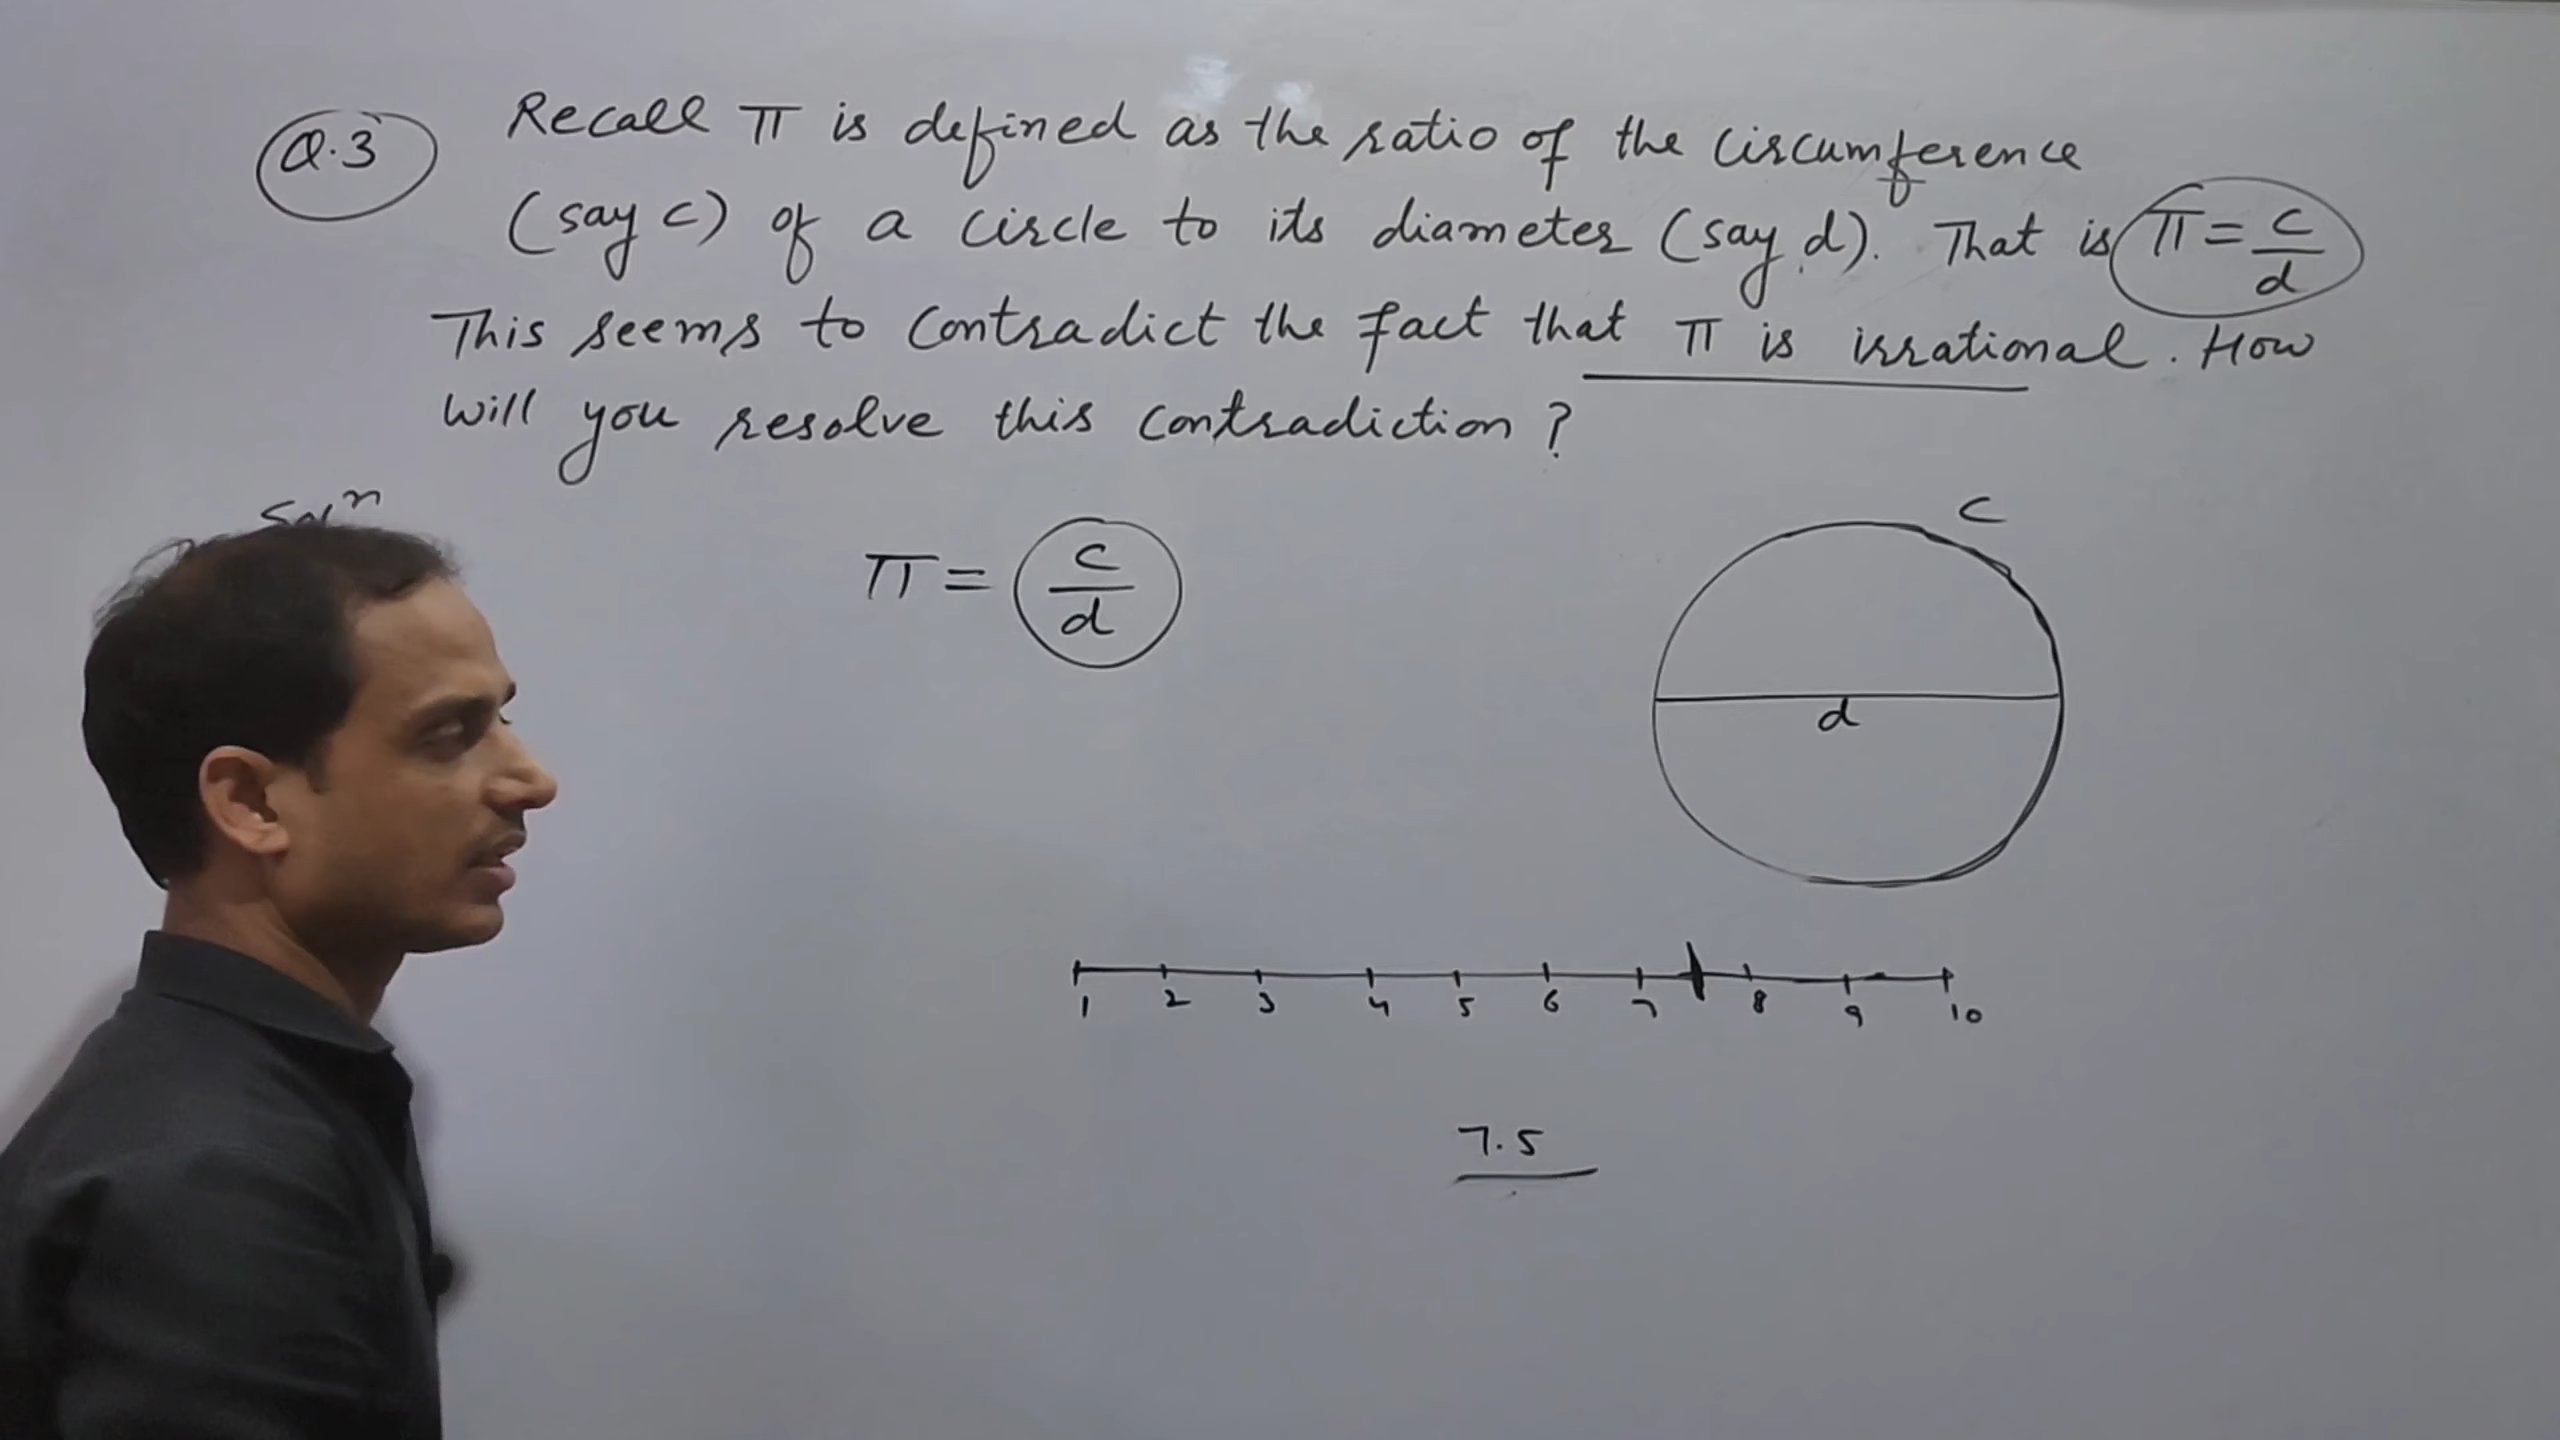 Q.3 Recall π is defined as the ratio of the circumference
(say c) of a circle to its diameter (say d). That is π = c/d
This seems to contradict the fact that π is irrational. How
will you resolve this contradiction ?
Solⁿ
c
π = c/d
d
1 2 3 4 5 6 7 8 9 10
7.5